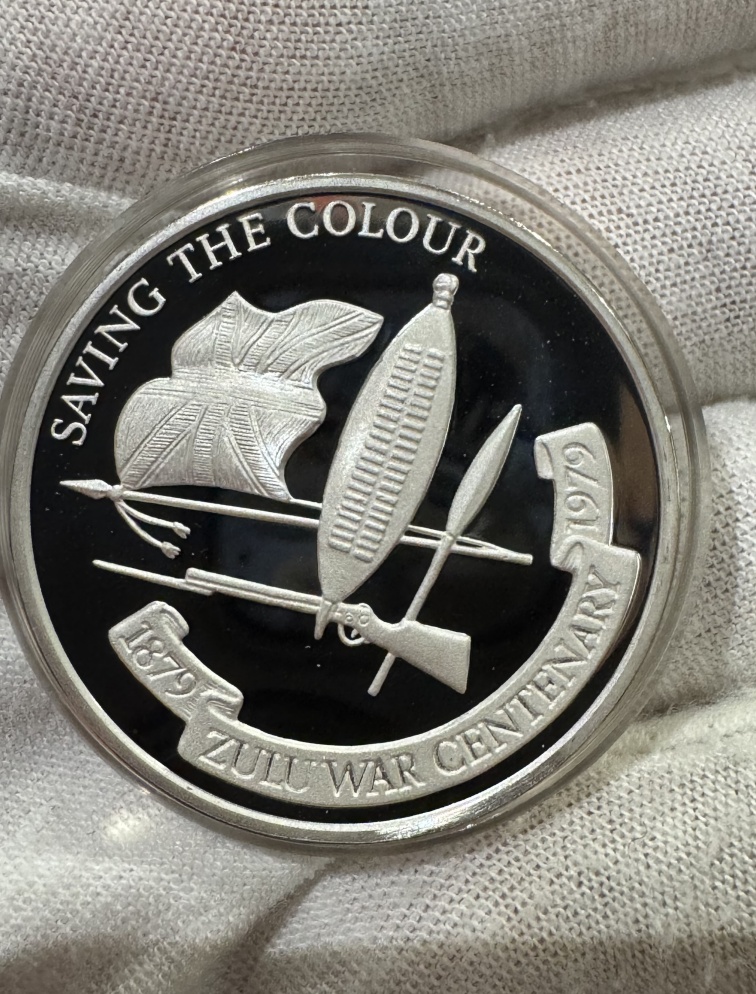 SAVING THE COLOUR
1879
ZULU WAR CENTENARY
1979